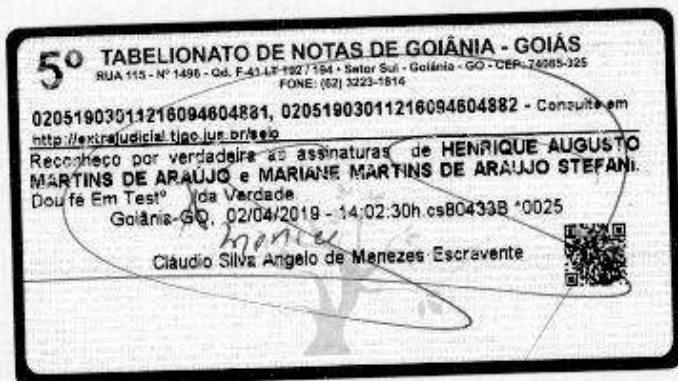 5º TABELIONATO DE NOTAS DE GOIÂNIA - GOIÁS
RUA 115 - Nº 1496 - Qd. F-41 LT 192 / 194 - Setor Sul - Goiânia - GO - CEP: 74085-325
FONE: (62) 3223-1814
02051903011216094604881, 02051903011216094604882 - Consulte em
http://extrajudicial.tjgo.jus.br/selo
Reconheço por verdadeira as assinaturas de HENRIQUE AUGUSTO
MARTINS DE ARAÚJO e MARIANE MARTINS DE ARAUJO STEFANI.
Dou fé Em Testº da Verdade
Goiânia-GO, 02/04/2019 - 14:02:30h.cs80433B *0025
Cláudio Silva Angelo de Menezes Escravente